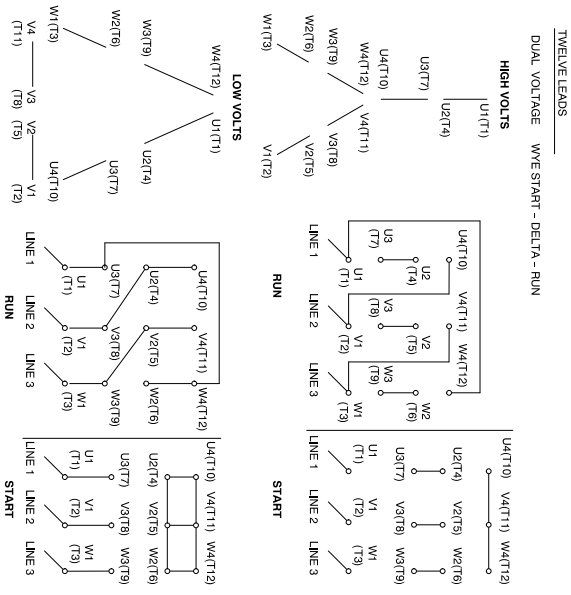 TWELVE LEADS
DUAL VOLTAGE WYE START – DELTA – RUN
HIGH VOLTS
U1(T1)
U2(T4)
U3(T7)
U4(T10)
W4(T12)
V4(T11)
W3(T9)
V3(T8)
W2(T6)
V2(T5)
W1(T3)
V1(T2)
U4(T10) V4(T11) W4(T12)
U2 (T4) V2 (T5) W2 (T6)
U3 (T7) V3 (T8) W3 (T9)
U1 (T1) V1 (T2) W1 (T3)
LINE 1 LINE 2 LINE 3
RUN
U4(T10) V4(T11) W4(T12)
U2(T4) V2(T5) W2(T6)
U3(T7) V3(T8) W3(T9)
U1 (T1) V1 (T2) W1 (T3)
LINE 1 LINE 2 LINE 3
START
LOW VOLTS
W4(T12) U1(T1)
W3(T9) U2(T4)
W2(T6) U3(T7)
W1(T3) U4(T10)
V4 (T11) V3 (T8) V2 (T5) V1 (T2)
U4(T10) V4(T11) W4(T12)
U2(T4) V2(T5) W2(T6)
U3(T7) V3(T8) W3(T9)
U1 (T1) V1 (T2) W1 (T3)
LINE 1 LINE 2 LINE 3
RUN
U4(T10) V4(T11) W4(T12)
U2(T4) V2(T5) W2(T6)
U3(T7) V3(T8) W3(T9)
U1 (T1) V1 (T2) W1 (T3)
LINE 1 LINE 2 LINE 3
START